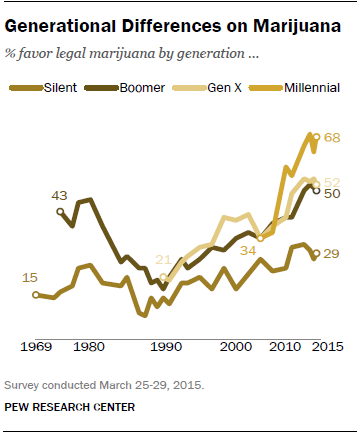 Generational Differences on Marijuana
% favor legal marijuana by generation ...
Silent Boomer Gen X Millennial
68
52
50
43
34
29
21
15
1969 1980 1990 2000 2010 2015
Survey conducted March 25-29, 2015.
PEW RESEARCH CENTER